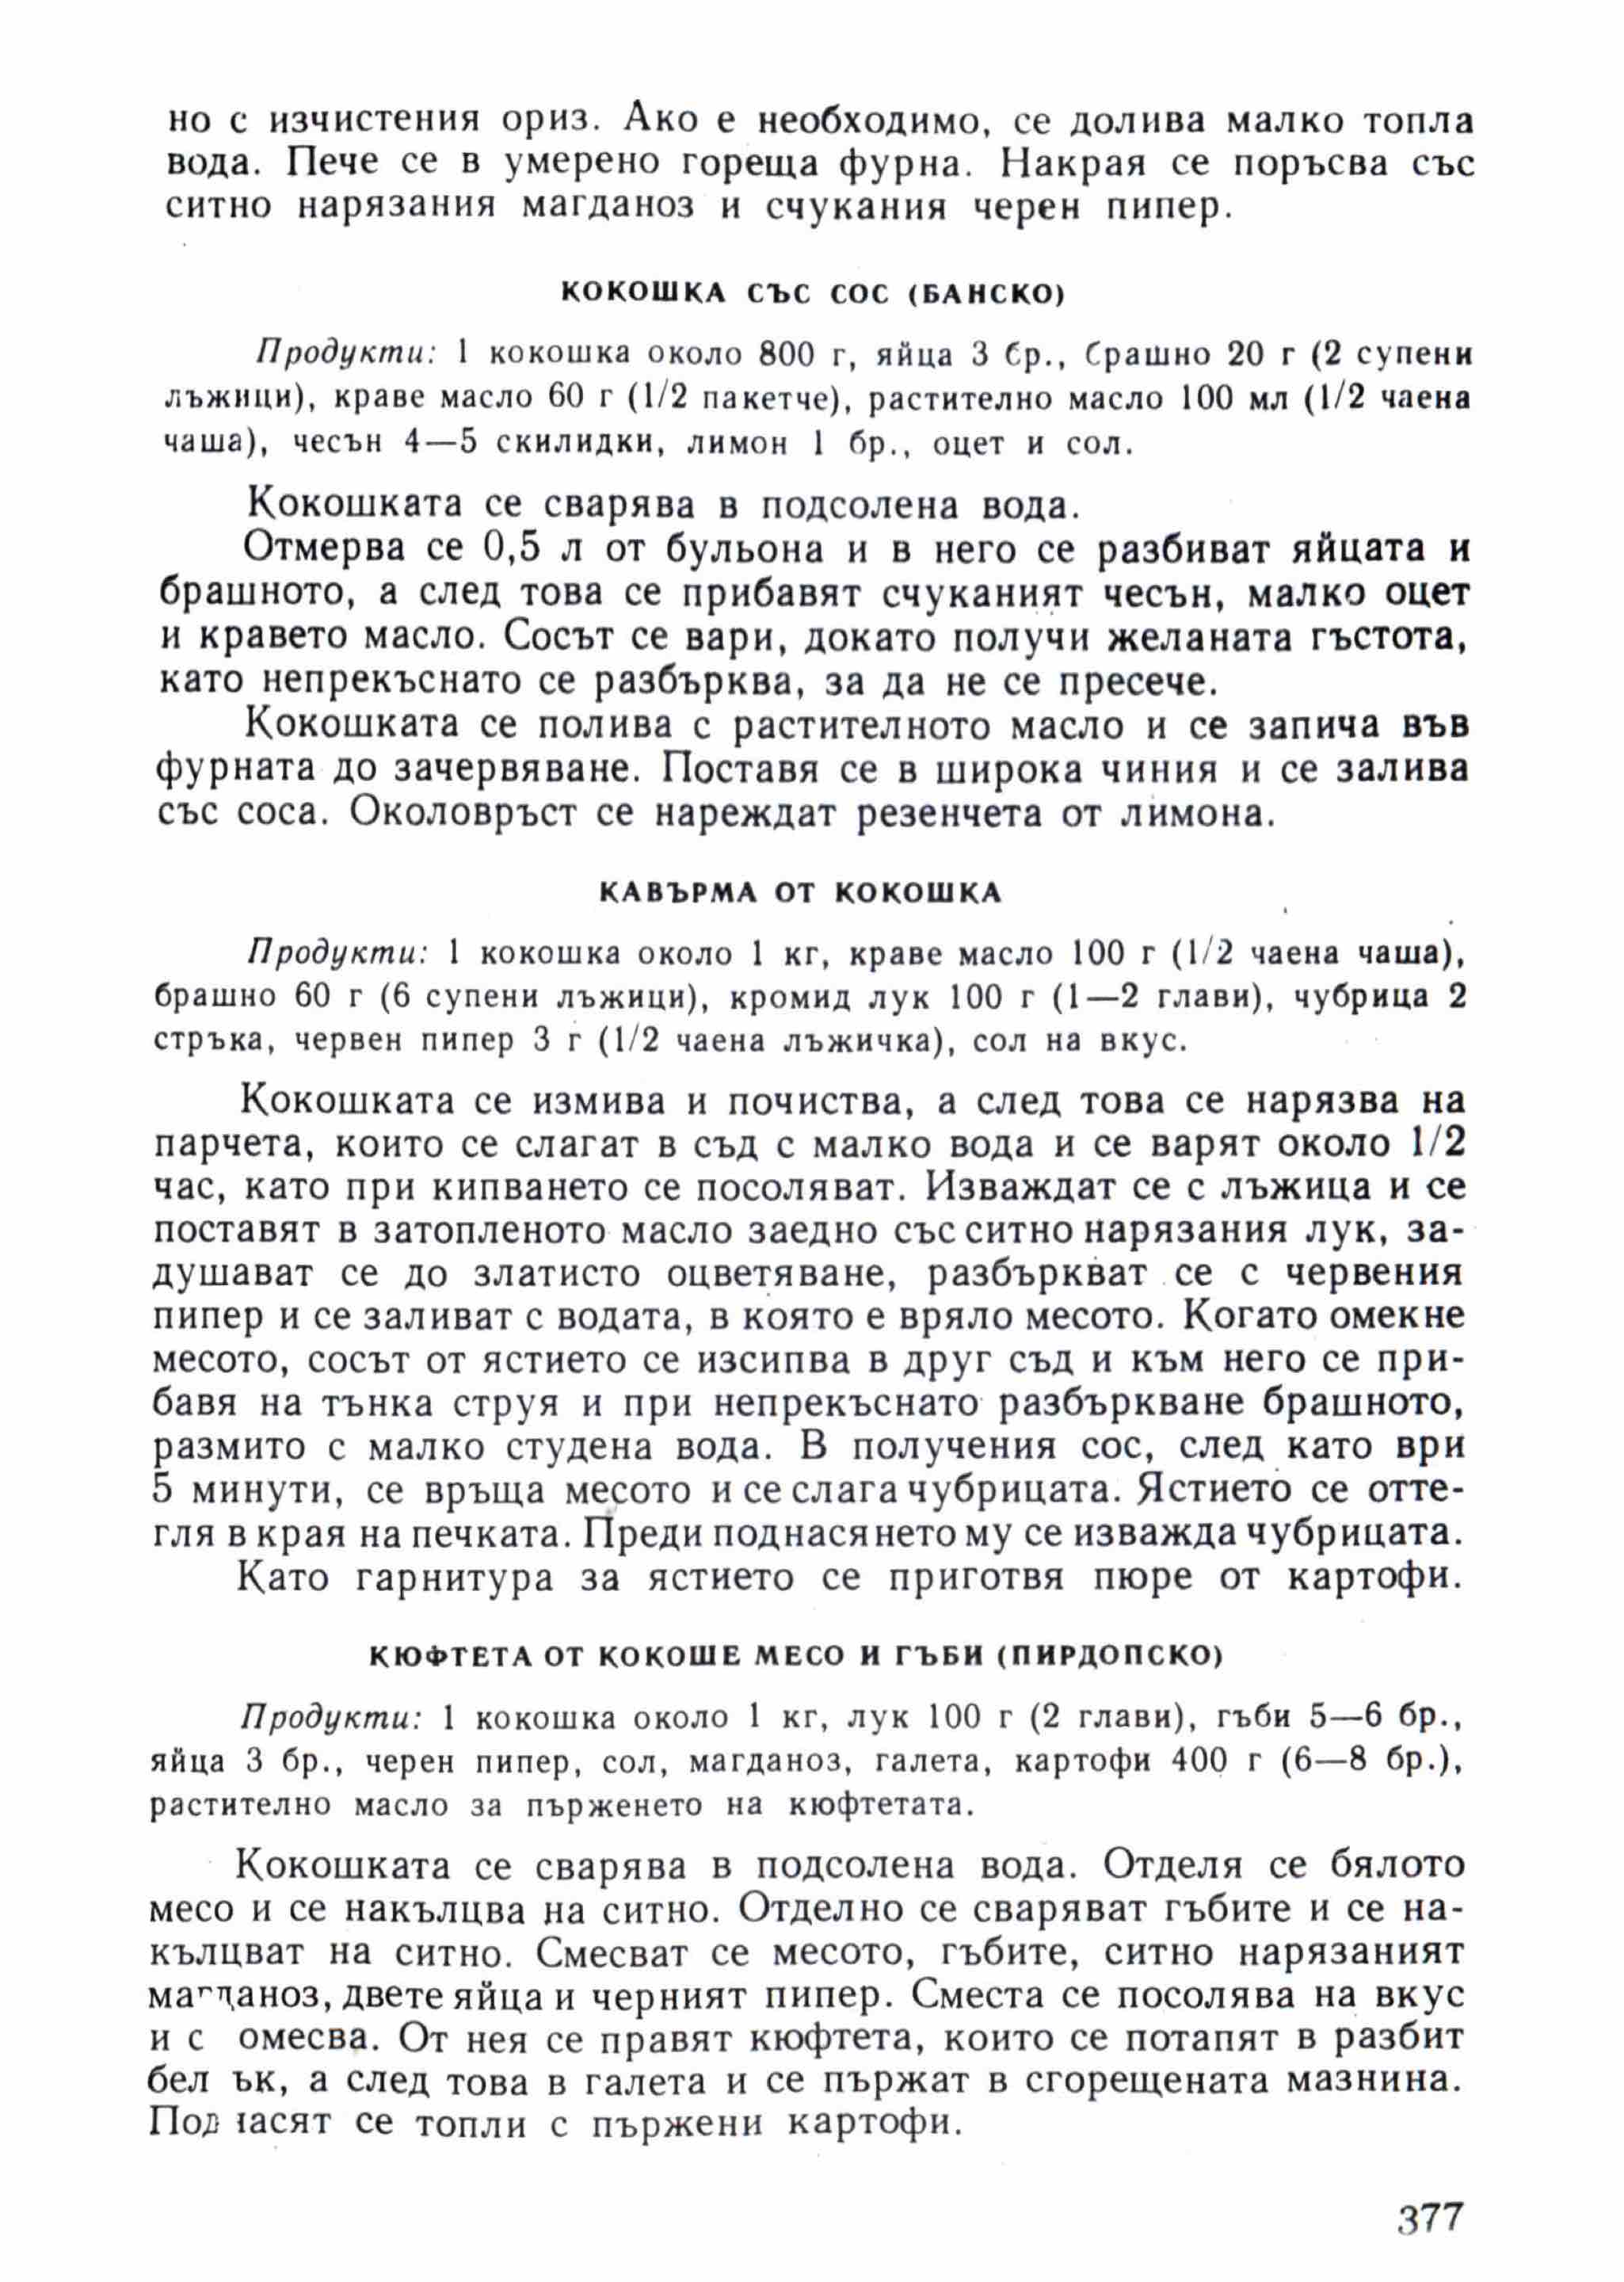 но с изчистения ориз. Ако е необходимо, се долива малко топла
вода. Пече се в умерено гореща фурна. Накрая се поръсва със
ситно нарязания магданоз и счукания черен пипер.
КОКОШКА СЪС СОС (БАНСКО)
Продукти: 1 кокошка около 800 г, яйца 3 бр., брашно 20 г (2 супени
лъжици), краве масло 60 г (1/2 пакетче), растително масло 100 мл (1/2 чаена
чаша), чесън 4—5 скилидки, лимон 1 бр., оцет и сол.
Кокошката се сварява в подсолена вода.
Отмерва се 0,5 л от бульона и в него се разбиват яйцата и
брашното, а след това се прибавят счуканият чесън, малко оцет
и кравето масло. Сосът се вари, докато получи желаната гъстота,
като непрекъснато се разбърква, за да не се пресече.
Кокошката се полива с растителното масло и се запича във
фурната до зачервяване. Поставя се в широка чиния и се залива
със соса. Околовръст се нареждат резенчета от лимона.
КАВЪРМА ОТ КОКОШКА
Продукти: 1 кокошка около 1 кг, краве масло 100 г (1/2 чаена чаша),
брашно 60 г (6 супени лъжици), кромид лук 100 г (1—2 глави), чубрица 2
стръка, червен пипер 3 г (1/2 чаена лъжичка), сол на вкус.
Кокошката се измива и почиства, а след това се нарязва на
парчета, които се слагат в съд с малко вода и се варят около 1/2
час, като при кипването се посоляват. Изваждат се с лъжица и се
поставят в затопленото масло заедно със ситно нарязания лук, за-
душават се до златисто оцветяване, разбъркват се с червения
пипер и се заливат с водата, в която е вряло месото. Когато омекне
месото, сосът от ястието се изсипва в друг съд и към него се при-
бавя на тънка струя и при непрекъснато разбъркване брашното,
размито с малко студена вода. В получения сос, след като ври
5 минути, се връща месото и се слага чубрицата. Ястието се отте-
гля в края на печката. Преди поднасянето му се изважда чубрицата.
Като гарнитура за ястието се приготвя пюре от картофи.
КЮФТЕТА ОТ КОКОШЕ МЕСО И ГЪБИ (ПИРДОПСКО)
Продукти: 1 кокошка около 1 кг, лук 100 г (2 глави), гъби 5—6 бр.,
яйца 3 бр., черен пипер, сол, магданоз, галета, картофи 400 г (6—8 бр.),
растително масло за пърженето на кюфтетата.
Кокошката се сварява в подсолена вода. Отделя се бялото
месо и се накълцва на ситно. Отделно се сваряват гъбите и се на-
кълцват на ситно. Смесват се месото, гъбите, ситно нарязаният
магданоз, двете яйца и черният пипер. Сместа се посолява на вкус
и с омесва. От нея се правят кюфтета, които се потапят в разбит
бел ък, а след това в галета и се пържат в сгорещената мазнина.
Поднасят се топли с пържени картофи.
377